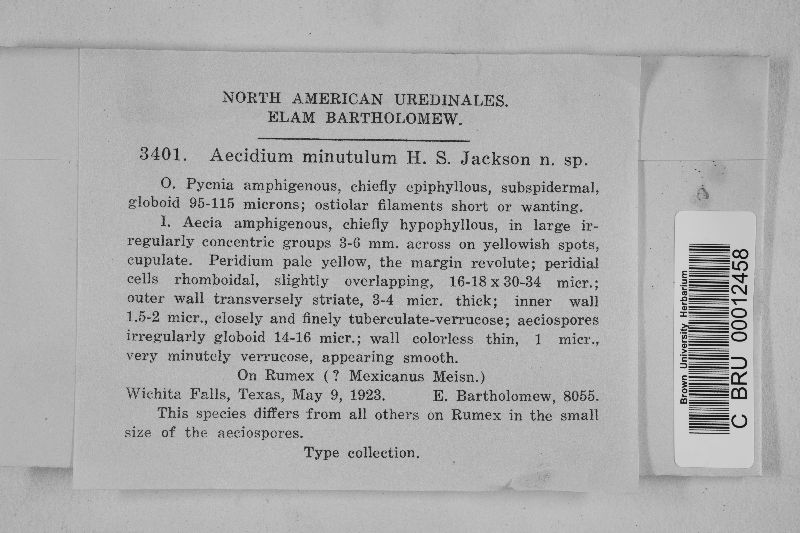 NORTH AMERICAN UREDINALES.
ELAM BARTHOLOMEW.
3401. Aecidium minutulum H. S. Jackson n. sp.
O. Pycnia amphigenous, chiefly epiphyllous, subspidermal,
globoid 95-115 microns; ostiolar filaments short or wanting.
I. Aecia amphigenous, chiefly hypophyllous, in large ir-
regularly concentric groups 3-6 mm. across on yellowish spots,
cupulate. Peridium pale yellow, the margin revolute; peridial
cells rhomboidal, slightly overlapping, 16-18 x 30-34 micr.;
outer wall transversely striate, 3-4 micr. thick; inner wall
1.5-2 micr., closely and finely tuberculate-verrucose; aeciospores
irregularly globoid 14-16 micr.; wall colorless thin, 1 micr.,
very minutely verrucose, appearing smooth.
On Rumex (? Mexicanus Meisn.)
Wichita Falls, Texas, May 9, 1923. E. Bartholomew, 8055.
This species differs from all others on Rumex in the small
size of the aeciospores.
Type collection.
Brown University Herbarium
C BRU 00012458